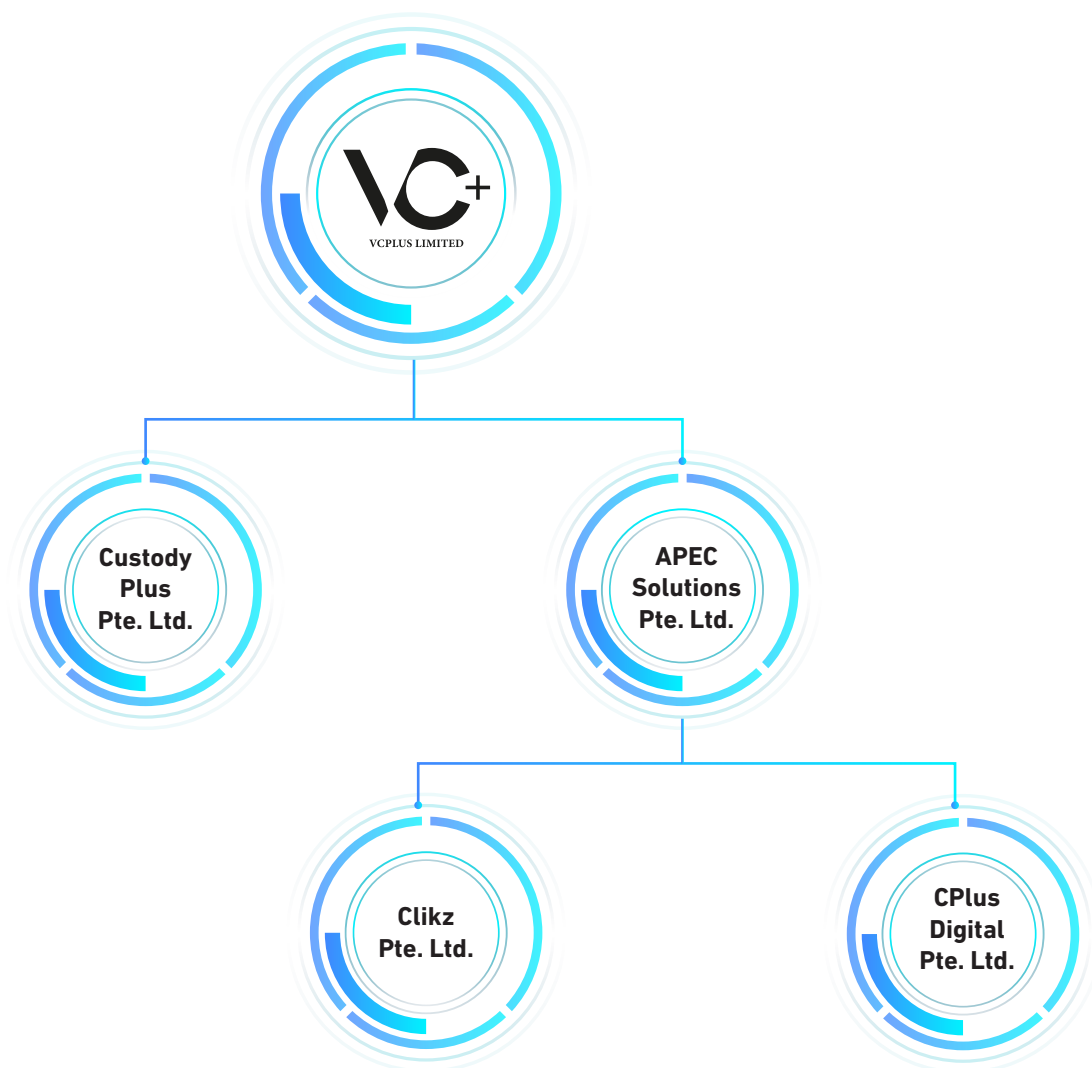 VC+
VCPLUS LIMITED
Custody
Plus
Pte. Ltd.
APEC
Solutions
Pte. Ltd.
Clikz
Pte. Ltd.
CPlus
Digital
Pte. Ltd.